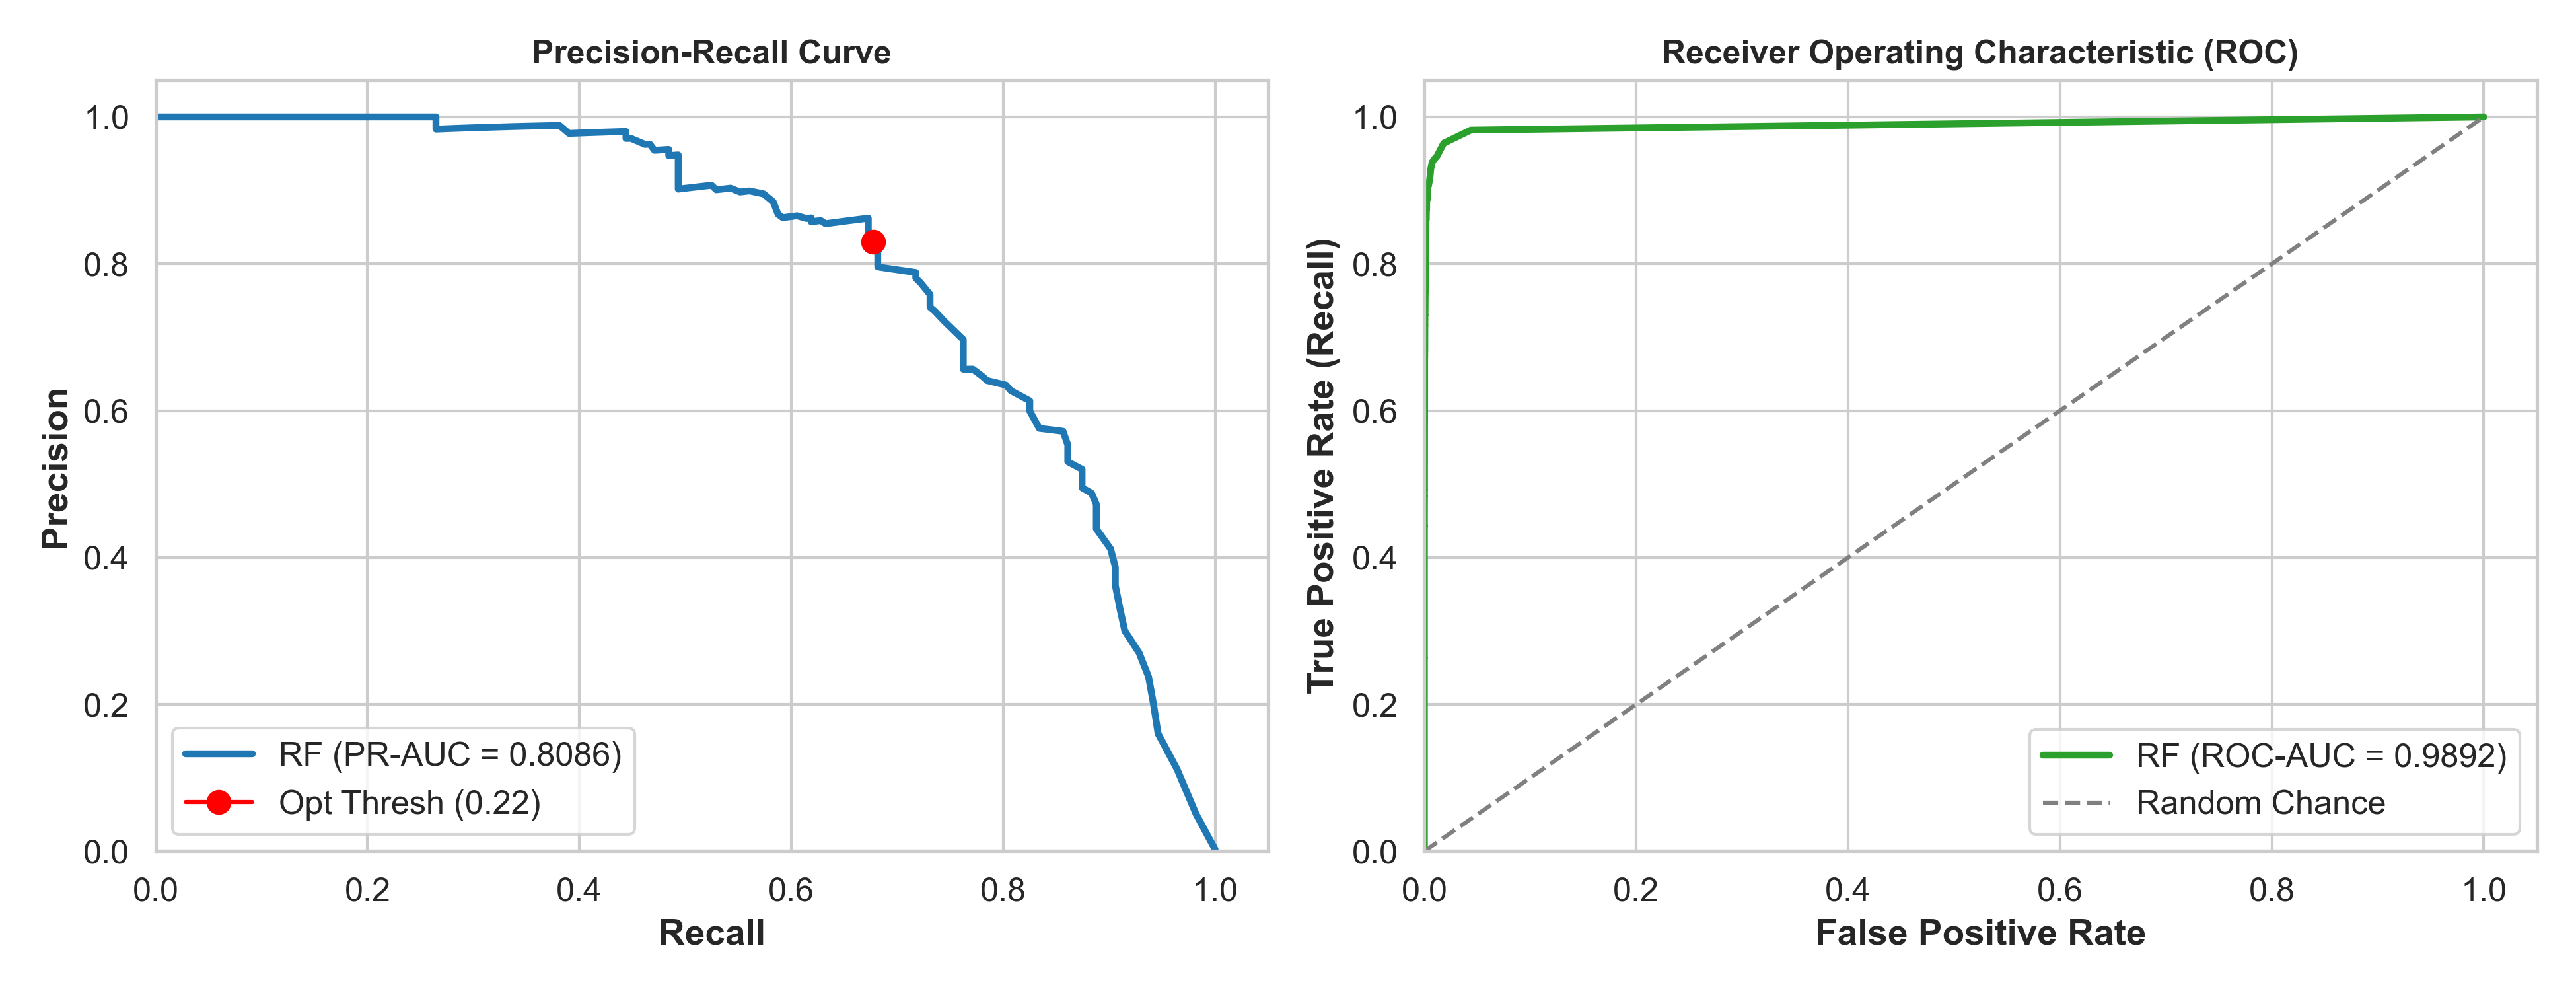 Precision-Recall Curve
Precision
1.0
0.8
0.6
0.4
0.2
0.0
RF (PR-AUC = 0.8086)
Opt Thresh (0.22)
0.0 0.2 0.4 0.6 0.8 1.0
Recall
Receiver Operating Characteristic (ROC)
True Positive Rate (Recall)
1.0
0.8
0.6
0.4
0.2
0.0
RF (ROC-AUC = 0.9892)
Random Chance
0.0 0.2 0.4 0.6 0.8 1.0
False Positive Rate